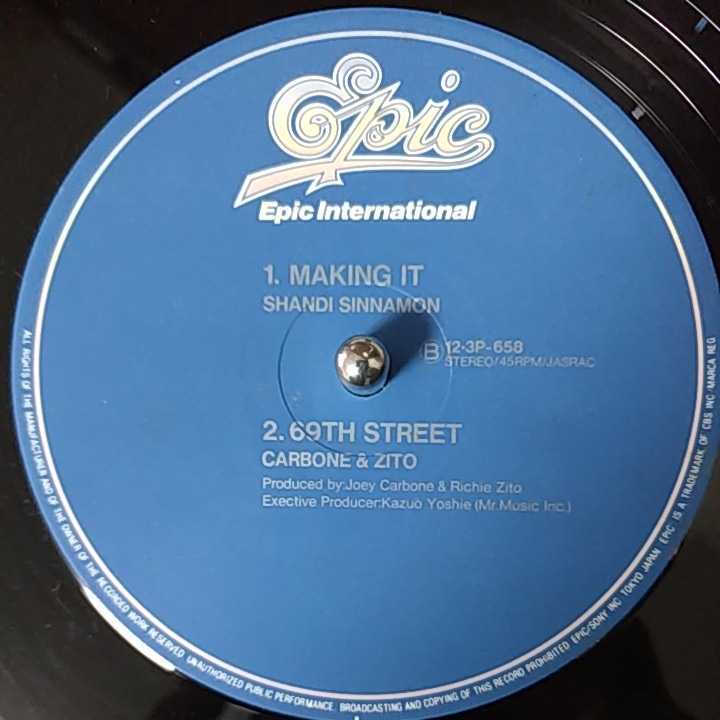 Epic
Epic International
1. MAKING IT
SHANDI SINNAMON
B 12·3P-658
STEREO/45RPM/JASRAC
2. 69TH STREET
CARBONE & ZITO
Produced by:Joey Carbone & Richie Zito
Exective Producer:Kazuo Yoshie (Mr.Music Inc.)
ALL RIGHTS OF THE MANUFACTURER AND OF THE OWNER OF THE RECORDED WORK RESERVED. UNAUTHORIZED PUBLIC PERFORMANCE. BROADCASTING AND COPYING OF THIS RECORD PROHIBITED EPIC/SONY INC. TOKYO JAPAN EPIC IS A TRADEMARK OF CBS INC./MARCA REG.